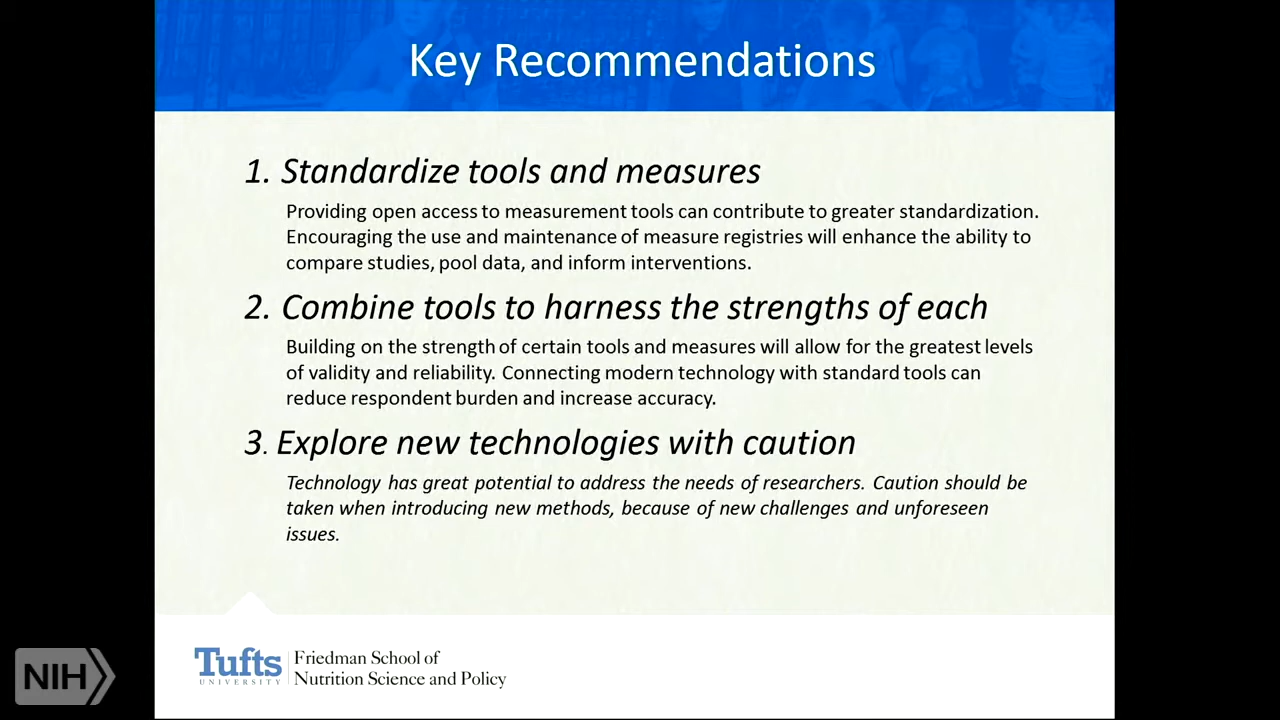 Key Recommendations
1. Standardize tools and measures
Providing open access to measurement tools can contribute to greater standardization.
Encouraging the use and maintenance of measure registries will enhance the ability to
compare studies, pool data, and inform interventions.
2. Combine tools to harness the strengths of each
Building on the strength of certain tools and measures will allow for the greatest levels
of validity and reliability. Connecting modern technology with standard tools can
reduce respondent burden and increase accuracy.
3. Explore new technologies with caution
Technology has great potential to address the needs of researchers. Caution should be
taken when introducing new methods, because of new challenges and unforeseen
issues.
NIH
Tufts
UNIVERSITY
Friedman School of
Nutrition Science and Policy